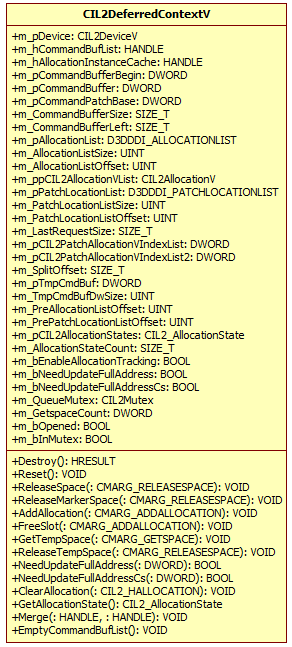 CIL2DeferredContextV
+m_pDevice: CIL2DeviceV
+m_hCommandBufList: HANDLE
+m_hAllocationInstanceCache: HANDLE
+m_pCommandBufferBegin: DWORD
+m_pCommandBuffer: DWORD
+m_pCommandPatchBase: DWORD
+m_CommandBufferSize: SIZE_T
+m_CommandBufferLeft: SIZE_T
+m_pAllocationList: D3DDDI_ALLOCATIONLIST
+m_AllocationListSize: UINT
+m_AllocationListOffset: UINT
+m_ppCIL2AllocationVList: CIL2AllocationV
+m_pPatchLocationList: D3DDDI_PATCHLOCATIONLIST
+m_PatchLocationListSize: UINT
+m_PatchLocationListOffset: UINT
+m_LastRequestSize: SIZE_T
+m_pCIL2PatchAllocationVIndexList: DWORD
+m_pCIL2PatchAllocationVIndexList2: DWORD
+m_SplitOffset: SIZE_T
+m_pTmpCmdBuf: DWORD
+m_TmpCmdBufDwSize: UINT
+m_PreAllocationListOffset: UINT
+m_PrePatchLocationListOffset: UINT
+m_pCIL2AllocationStates: CIL2_AllocationState
+m_AllocationStateCount: SIZE_T
+m_bEnableAllocationTracking: BOOL
+m_bNeedUpdateFullAddress: BOOL
+m_bNeedUpdateFullAddressCs: BOOL
+m_QueueMutex: CIL2Mutex
+m_GetspaceCount: DWORD
+m_bOpened: BOOL
+m_bInMutex: BOOL
+Destroy(): HRESULT
+Reset(): VOID
+ReleaseSpace(: CMARG_RELEASESPACE): VOID
+ReleaseMarkerSpace(: CMARG_RELEASESPACE): VOID
+AddAllocation(: CMARG_ADDALLOCATION): VOID
+FreeSlot(: CMARG_ADDALLOCATION): VOID
+GetTempSpace(: CMARG_GETSPACE): VOID
+ReleaseTempSpace(: CMARG_RELEASESPACE): VOID
+NeedUpdateFullAddress(: DWORD): BOOL
+NeedUpdateFullAddressCs(: DWORD): BOOL
+ClearAllocation(: CIL2_HALLOCATION): VOID
+GetAllocationState(): CIL2_AllocationState
+Merge(: HANDLE, : HANDLE): VOID
+EmptyCommandBufList(): VOID